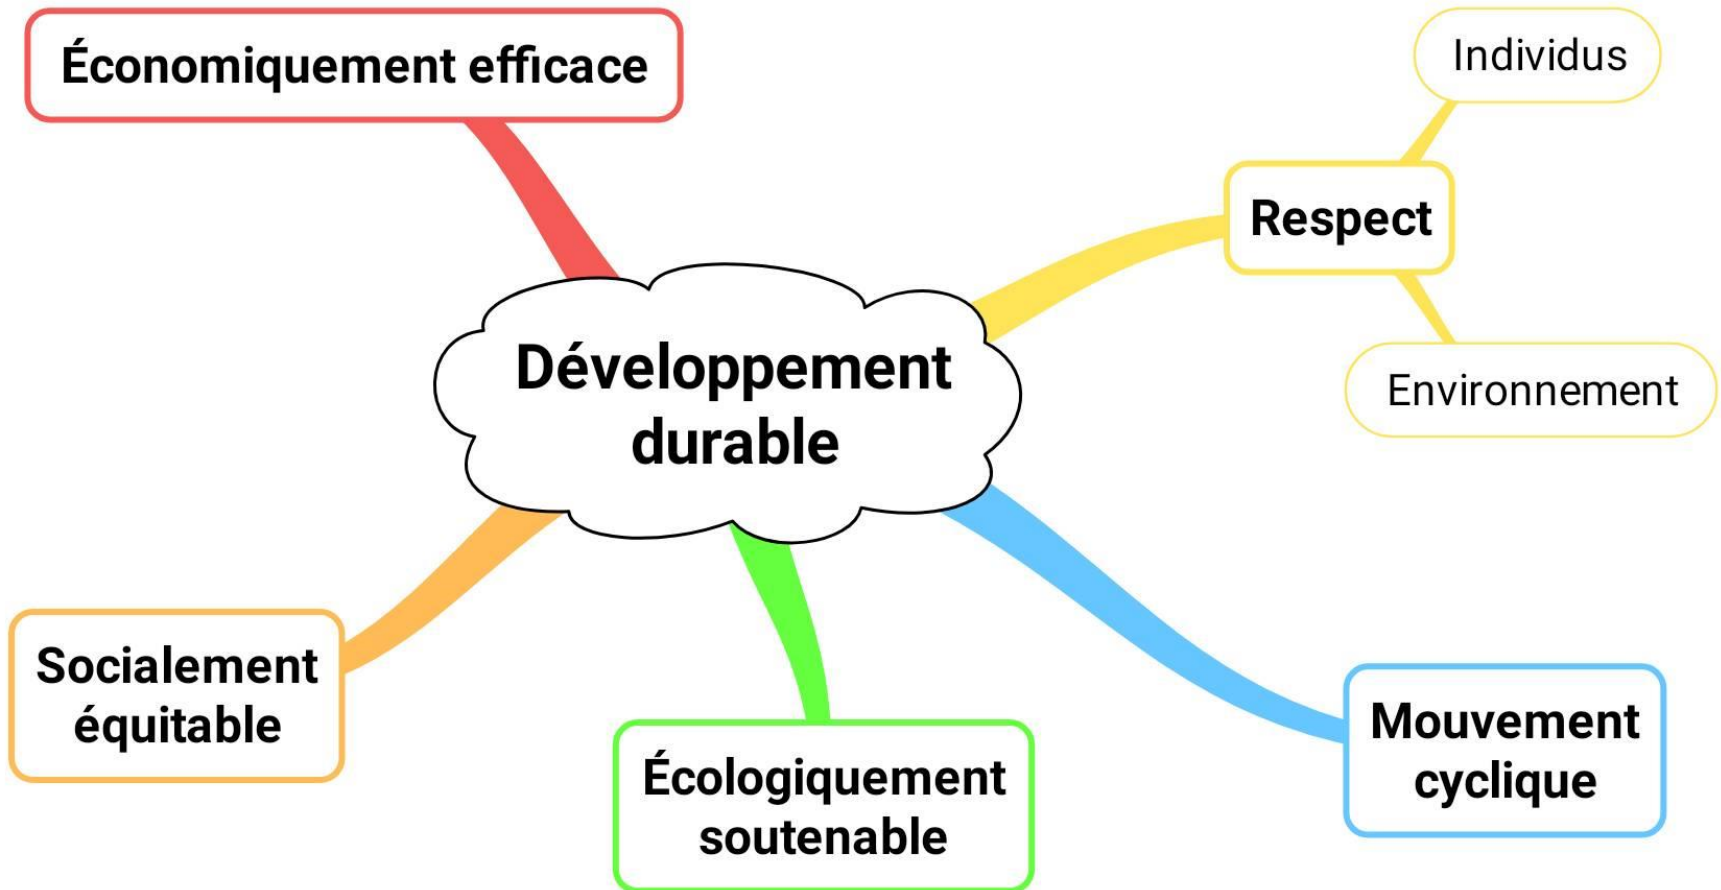 Économiquement efficace
Individus
Respect
Environnement
Développement
durable
Socialement
équitable
Écologiquement
soutenable
Mouvement
cyclique